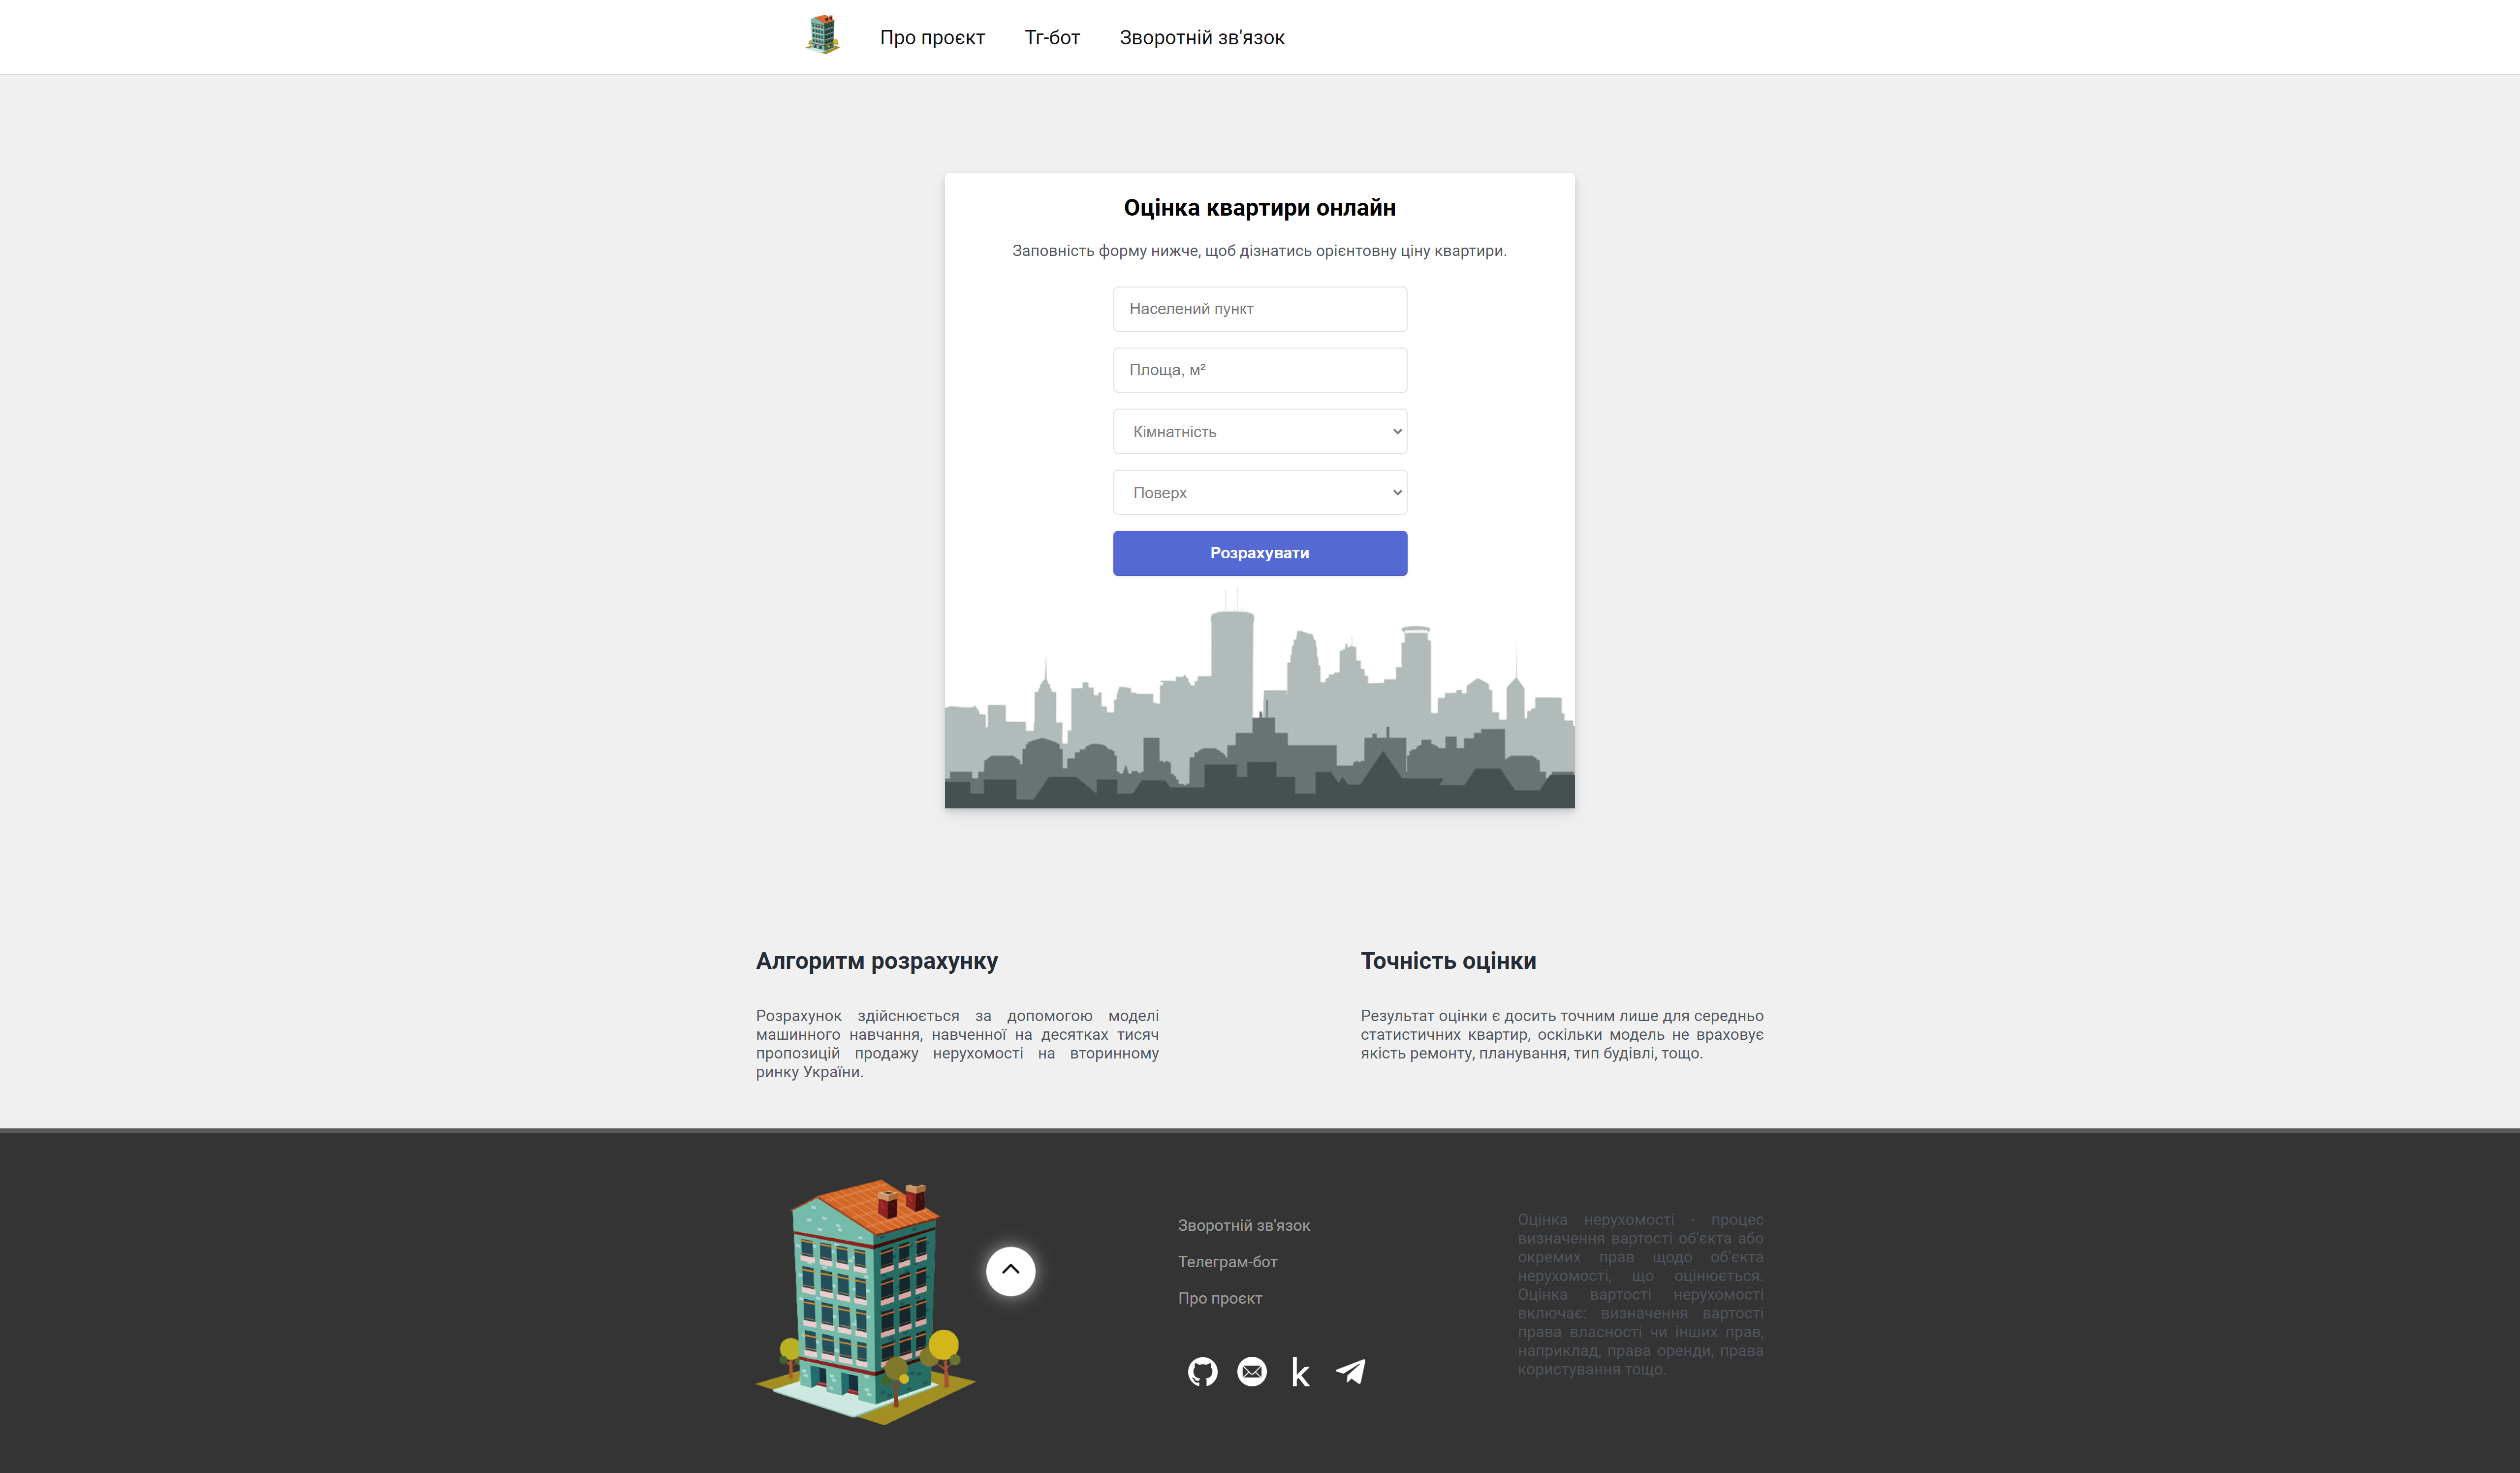 Про проєкт
Тг-бот
Зворотній зв'язок
Оцінка квартири онлайн
Заповність форму нижче, щоб дізнатись орієнтовну ціну квартири.
Населений пункт
Площа, м²
Кімнатність
Поверх
Розрахувати
Алгоритм розрахунку
Розрахунок здійснюється за допомогою моделі
машинного навчання, навченної на десятках тисяч
пропозицій продажу нерухомості на вторинному
ринку України.
Точність оцінки
Результат оцінки є досить точним лише для середньо
статистичних квартир, оскільки модель не враховує
якість ремонту, планування, тип будівлі, тощо.
Зворотній зв'язок
Телеграм-бот
Про проєкт
k
Оцінка нерухомості - процес
визначення вартості об'єкта або
окремих прав щодо об'єкта
нерухомості, що оцінюється.
Оцінка вартості нерухомості
включає: визначення вартості
права власності чи інших прав,
наприклад, права оренди, права
користування тощо.